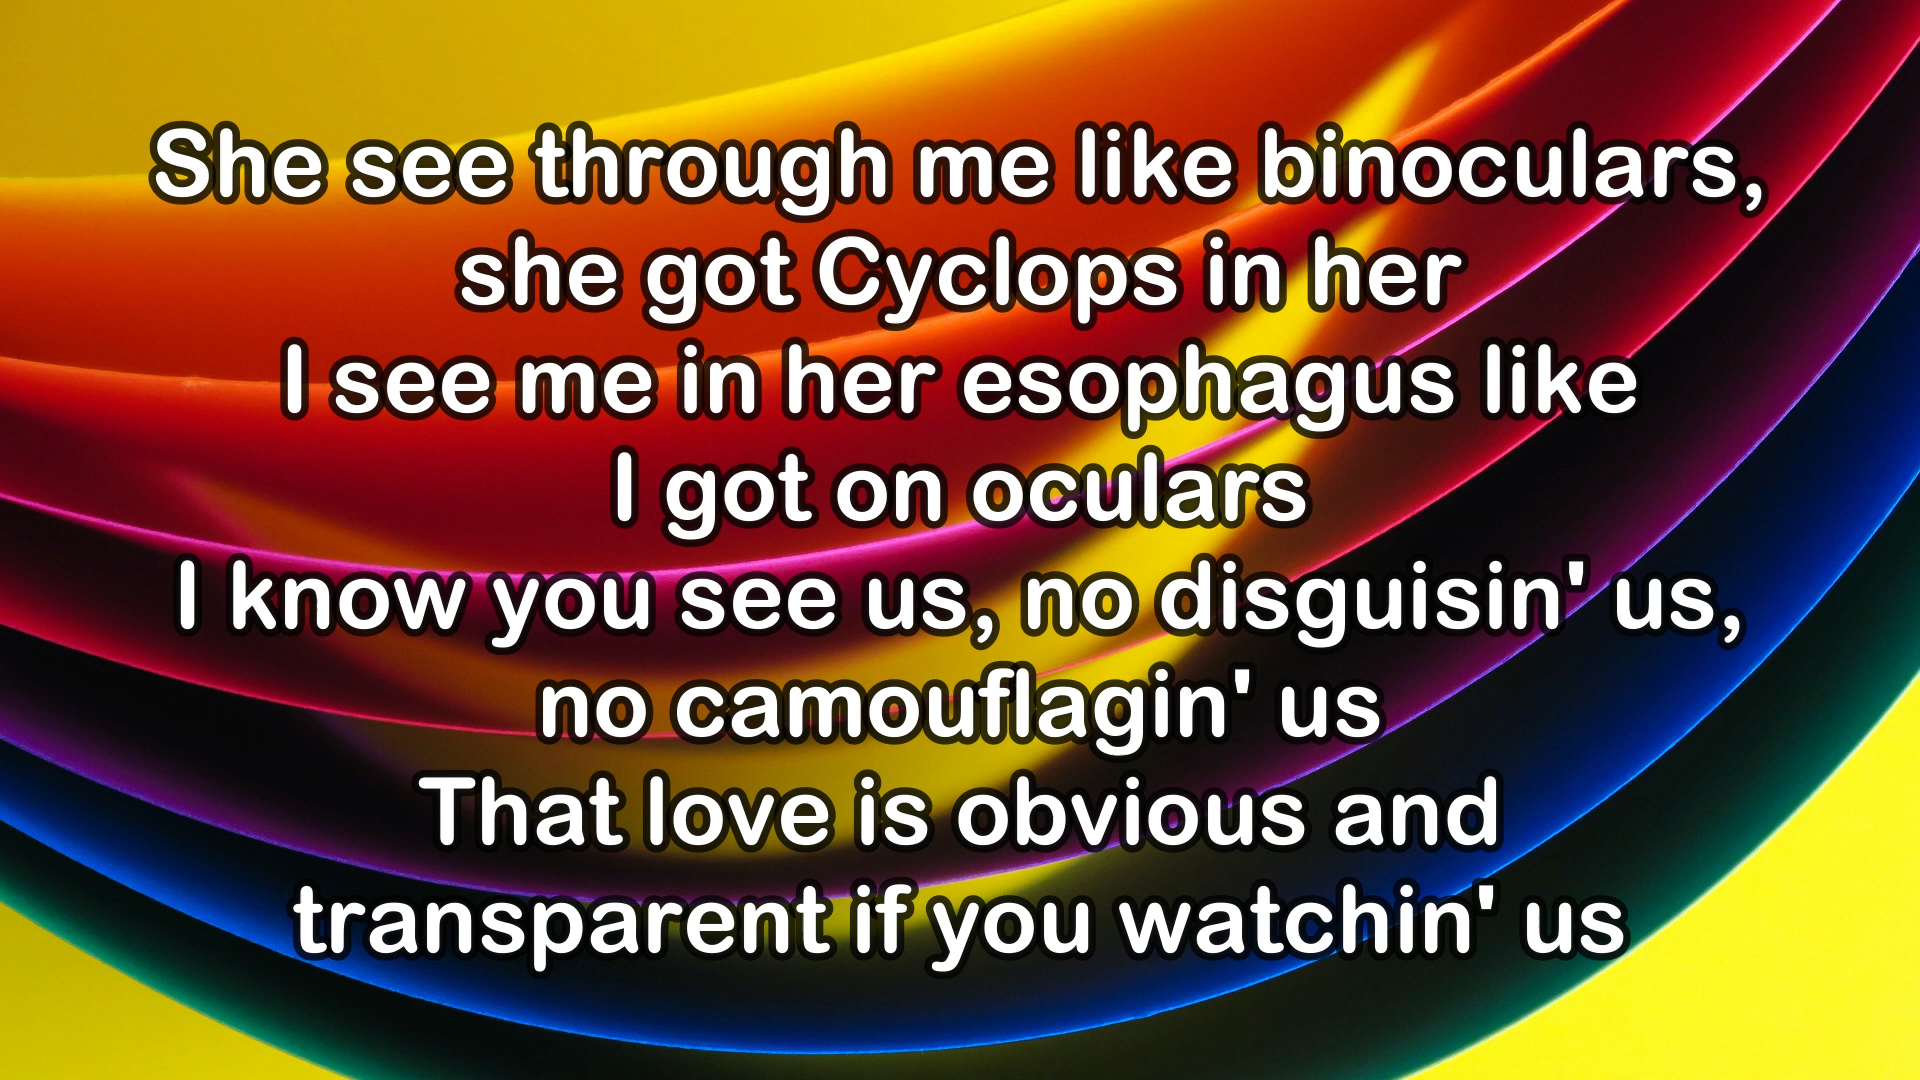 She see through me like binoculars,
she got Cyclops in her
I see me in her esophagus like
I got on oculars
I know you see us, no disguisin' us,
no camouflagin' us
That love is obvious and
transparent if you watchin' us